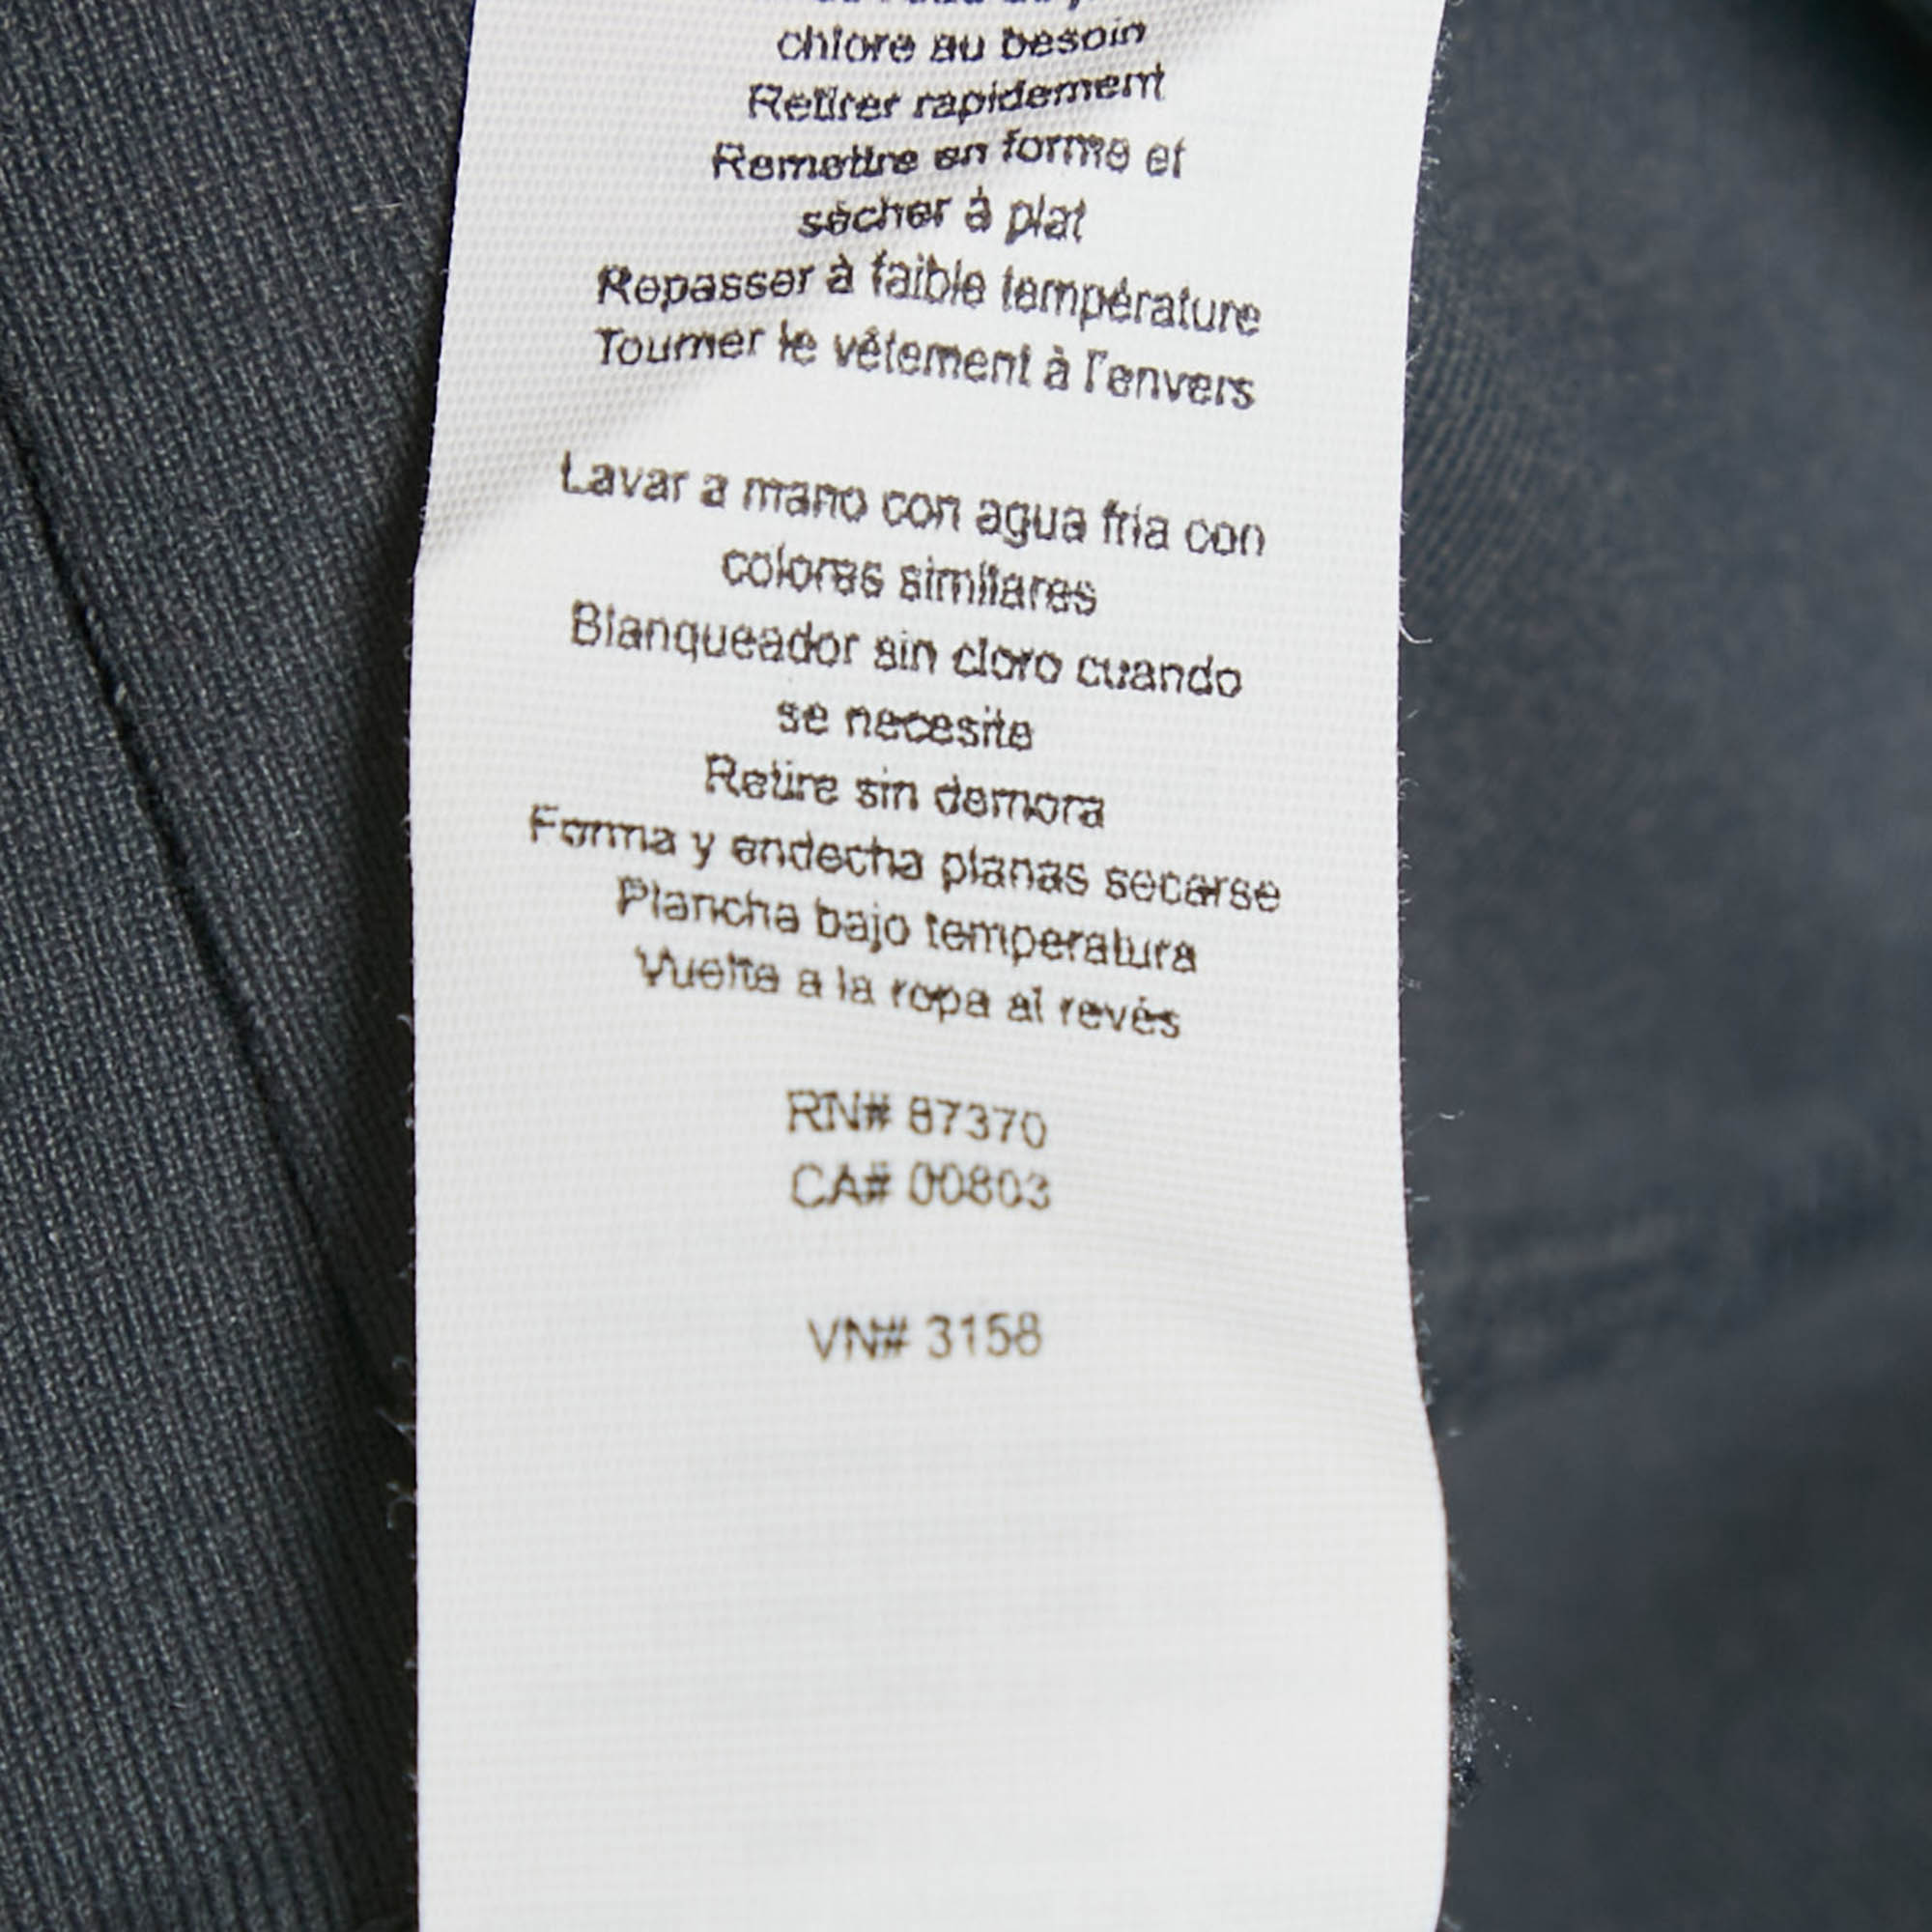 chlore au besoin
Retirer rapidement
Remettre en forme et
sécher à plat
Repasser à faible température
Tourner le vêtement à l'envers
Lavar a mano con agua fria con
colores similares
Blanqueador sin cloro cuando
se necesite
Retire sin demora
Forma y endecha planas secarse
Plancha bajo temperatura
Vuelta a la ropa al revés
RN# 87370
CA# 00803
VN# 3158